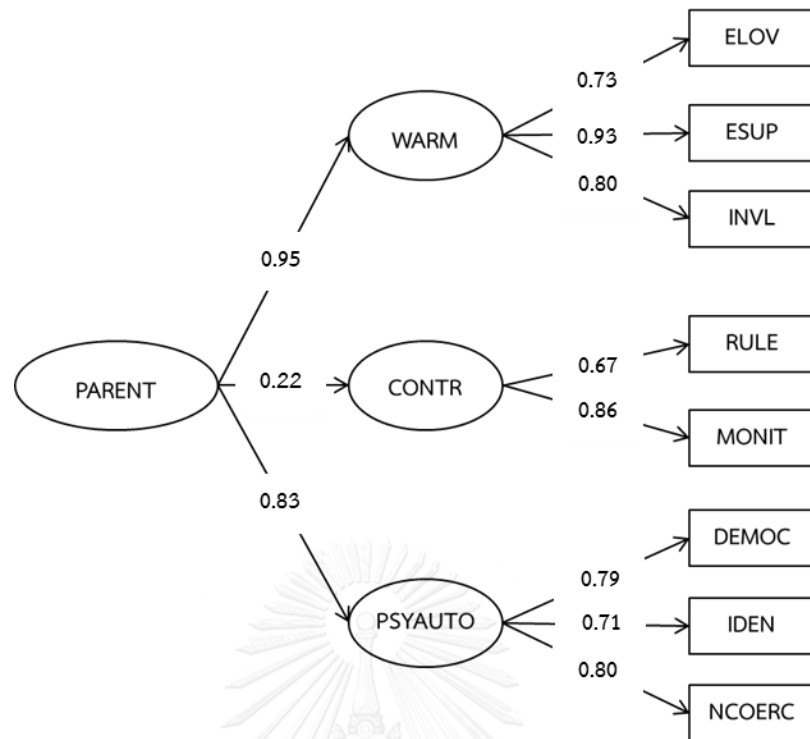 ELOV
0.73
WARM
0.93
ESUP
0.80
INVL
0.95
PARENT
0.22
CONTR
0.67
RULE
0.86
MONIT
0.83
PSYAUTO
0.79
DEMOC
0.71
IDEN
0.80
NCOERC